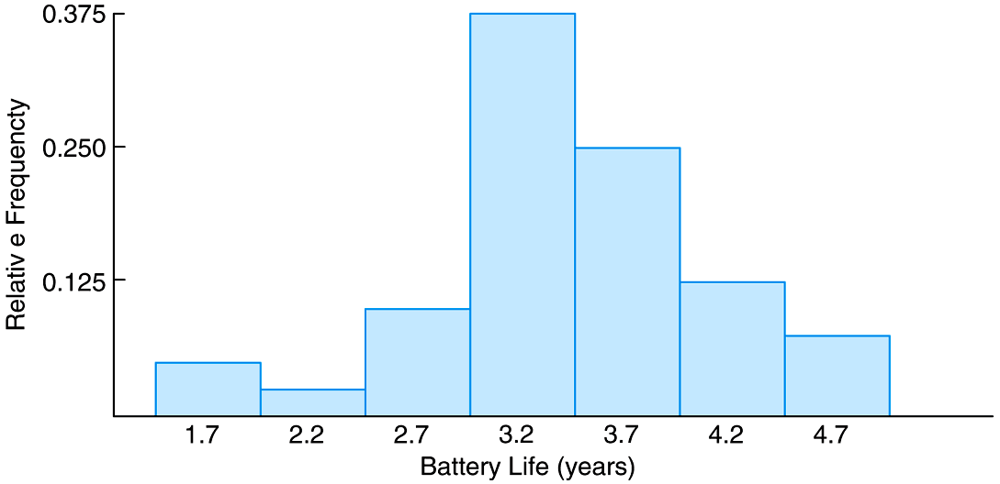 0.375
0.250
0.125
Relativ e Frequencty
1.7 2.2 2.7 3.2 3.7 4.2 4.7
Battery Life (years)